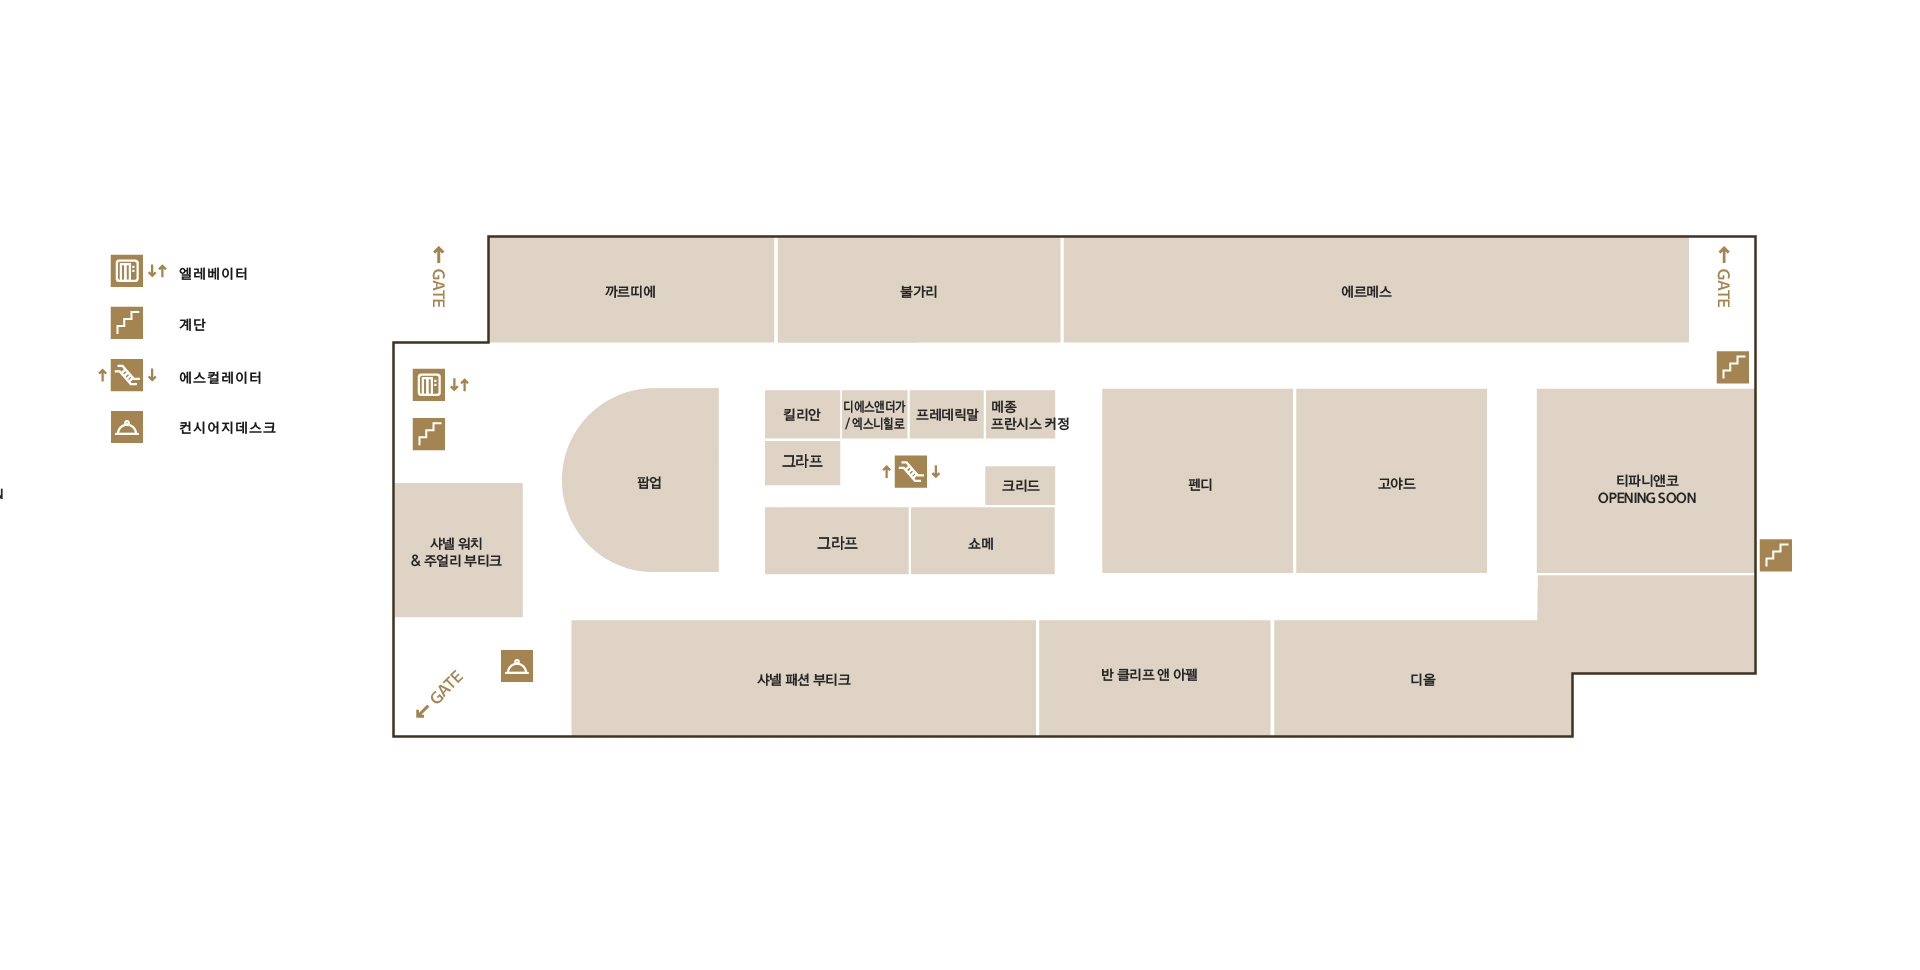 엘레베이터
계단
에스컬레이터
컨시어지데스크
GATE
GATE
까르띠에
불가리
에르메스
팝업
킬리안
디에스앤더가
/ 엑스니힐로
프레데릭말
메종
프란시스 커정
그라프
크리드
그라프
쇼메
펜디
고야드
티파니앤코
OPENING SOON
샤넬 워치
& 주얼리 부티크
GATE
샤넬 패션 부티크
반 클리프 앤 아펠
디올